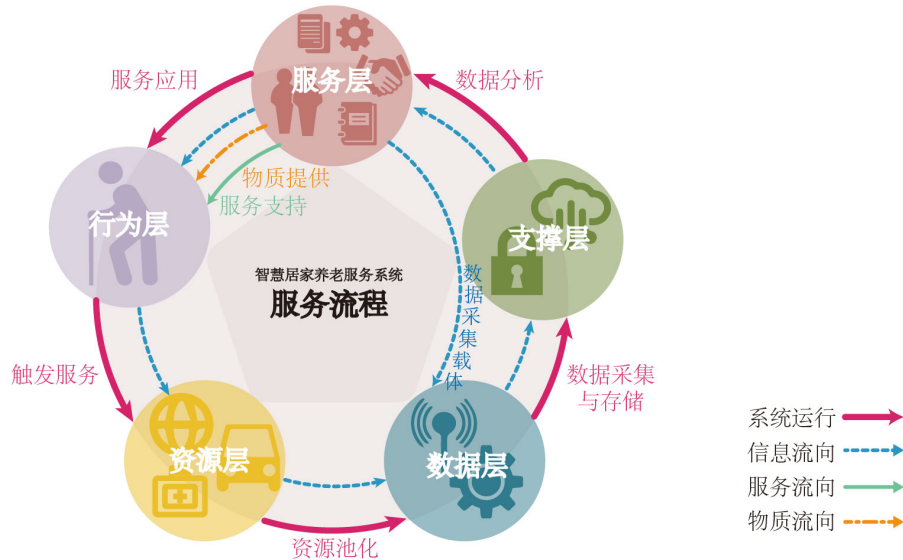 服务层
服务应用
数据分析
物质提供
服务支持
行为层
支撑层
智慧居家养老服务系统
服务流程
数据采集载体
触发服务
数据采集
与存储
资源层
数据层
资源池化
系统运行
信息流向
服务流向
物质流向